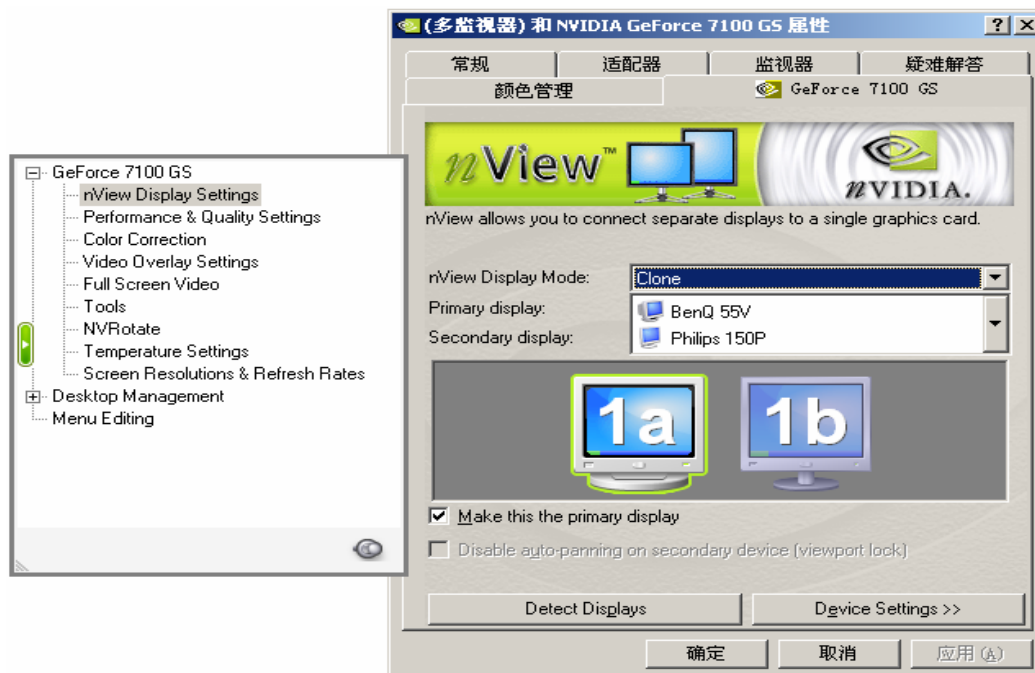 (多监视器) 和 NVIDIA GeForce 7100 GS 属性
常规 适配器 监视器 疑难解答
颜色管理 GeForce 7100 GS
nView™
NVIDIA.
nView allows you to connect separate displays to a single graphics card.
nView Display Mode: Clone
Primary display: BenQ 55V
Secondary display: Philips 150P
1a 1b
Make this the primary display
Disable auto-panning on secondary device (viewport lock)
Detect Displays Device Settings >>
确定 取消 应用(A)
GeForce 7100 GS
nView Display Settings
Performance & Quality Settings
Color Correction
Video Overlay Settings
Full Screen Video
Tools
NVRotate
Temperature Settings
Screen Resolutions & Refresh Rates
Desktop Management
Menu Editing